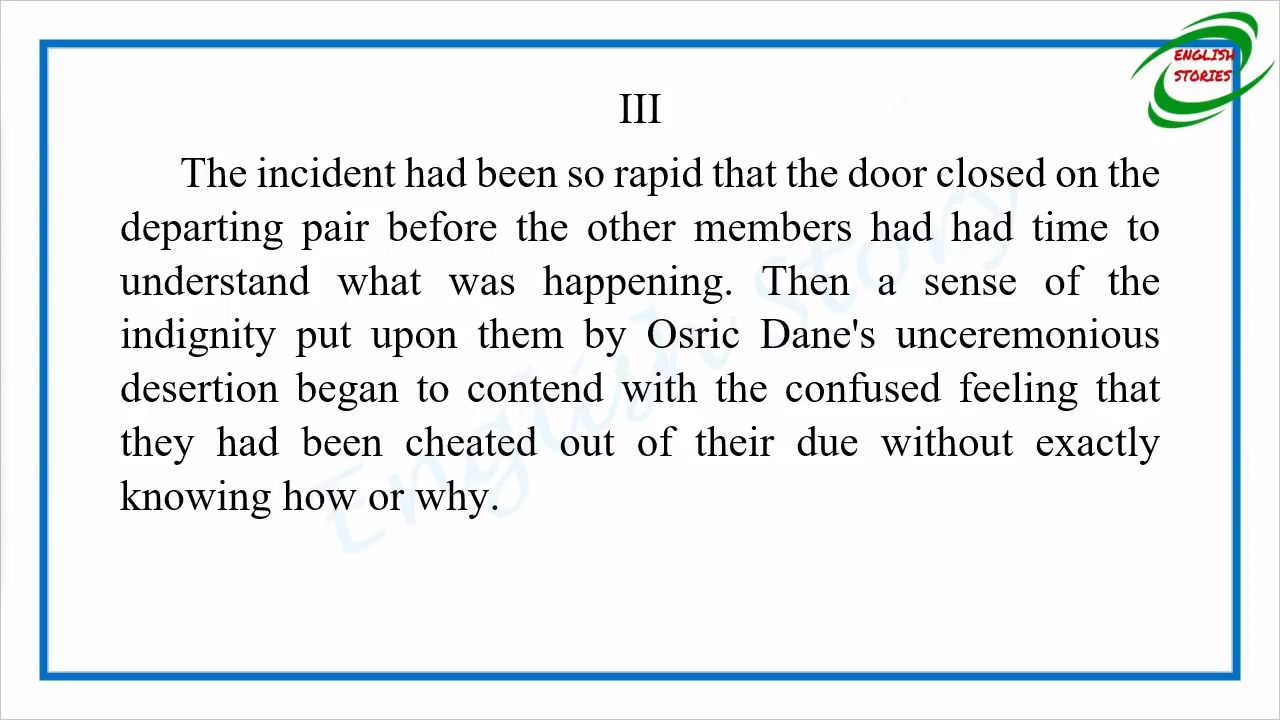 ENGLISH
STORIES
III
The incident had been so rapid that the door closed on the
departing pair before the other members had had time to
understand what was happening. Then a sense of the
indignity put upon them by Osric Dane's unceremonious
desertion began to contend with the confused feeling that
they had been cheated out of their due without exactly
knowing how or why.
English Story